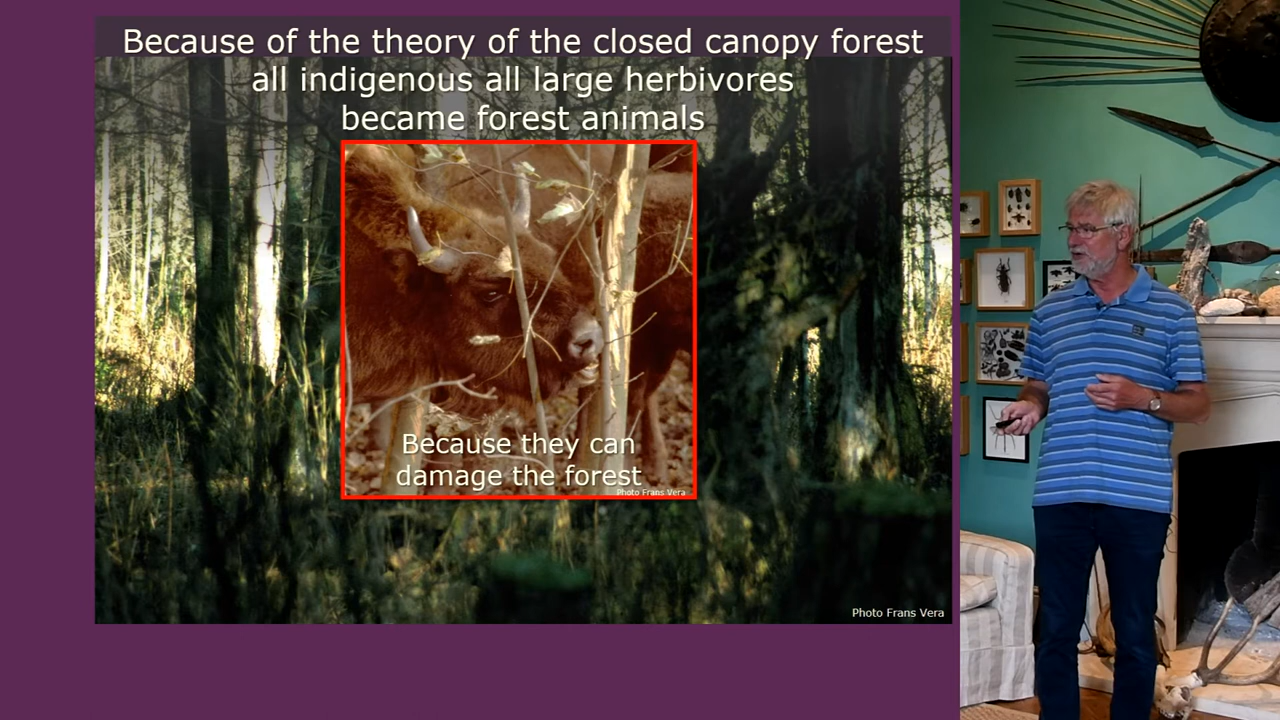 Because of the theory of the closed canopy forest
all indigenous all large herbivores
became forest animals
Because they can
damage the forest
Photo Frans Vera
Photo Frans Vera